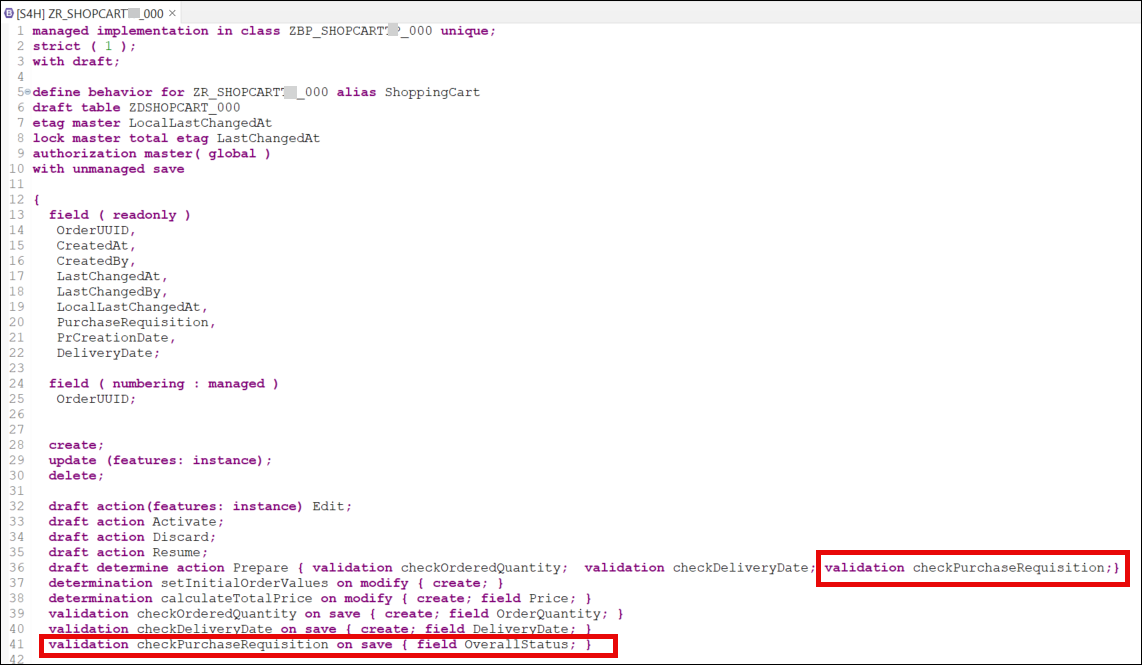 [S4H] ZR_SHOPCART _000
1 managed implementation in class ZBP_SHOPCART _000 unique;
2 strict ( 1 );
3 with draft;
4
5 define behavior for ZR_SHOPCART _000 alias ShoppingCart
6 draft table ZDSHOPCART_000
7 etag master LocalLastChangedAt
8 lock master total etag LastChangedAt
9 authorization master( global )
10 with unmanaged save
11
12 {
13 field ( readonly )
14 OrderUUID,
15 CreatedAt,
16 CreatedBy,
17 LastChangedAt,
18 LastChangedBy,
19 LocalLastChangedAt,
20 PurchaseRequisition,
21 PrCreationDate,
22 DeliveryDate;
23
24 field ( numbering : managed )
25 OrderUUID;
26
27
28 create;
29 update (features: instance);
30 delete;
31
32 draft action(features: instance) Edit;
33 draft action Activate;
34 draft action Discard;
35 draft action Resume;
36 draft determine action Prepare { validation checkOrderedQuantity; validation checkDeliveryDate; validation checkPurchaseRequisition;}
37 determination setInitialOrderValues on modify { create; }
38 determination calculateTotalPrice on modify { create; field Price; }
39 validation checkOrderedQuantity on save { create; field OrderQuantity; }
40 validation checkDeliveryDate on save { create; field DeliveryDate; }
41 validation checkPurchaseRequisition on save { field OverallStatus; }
42